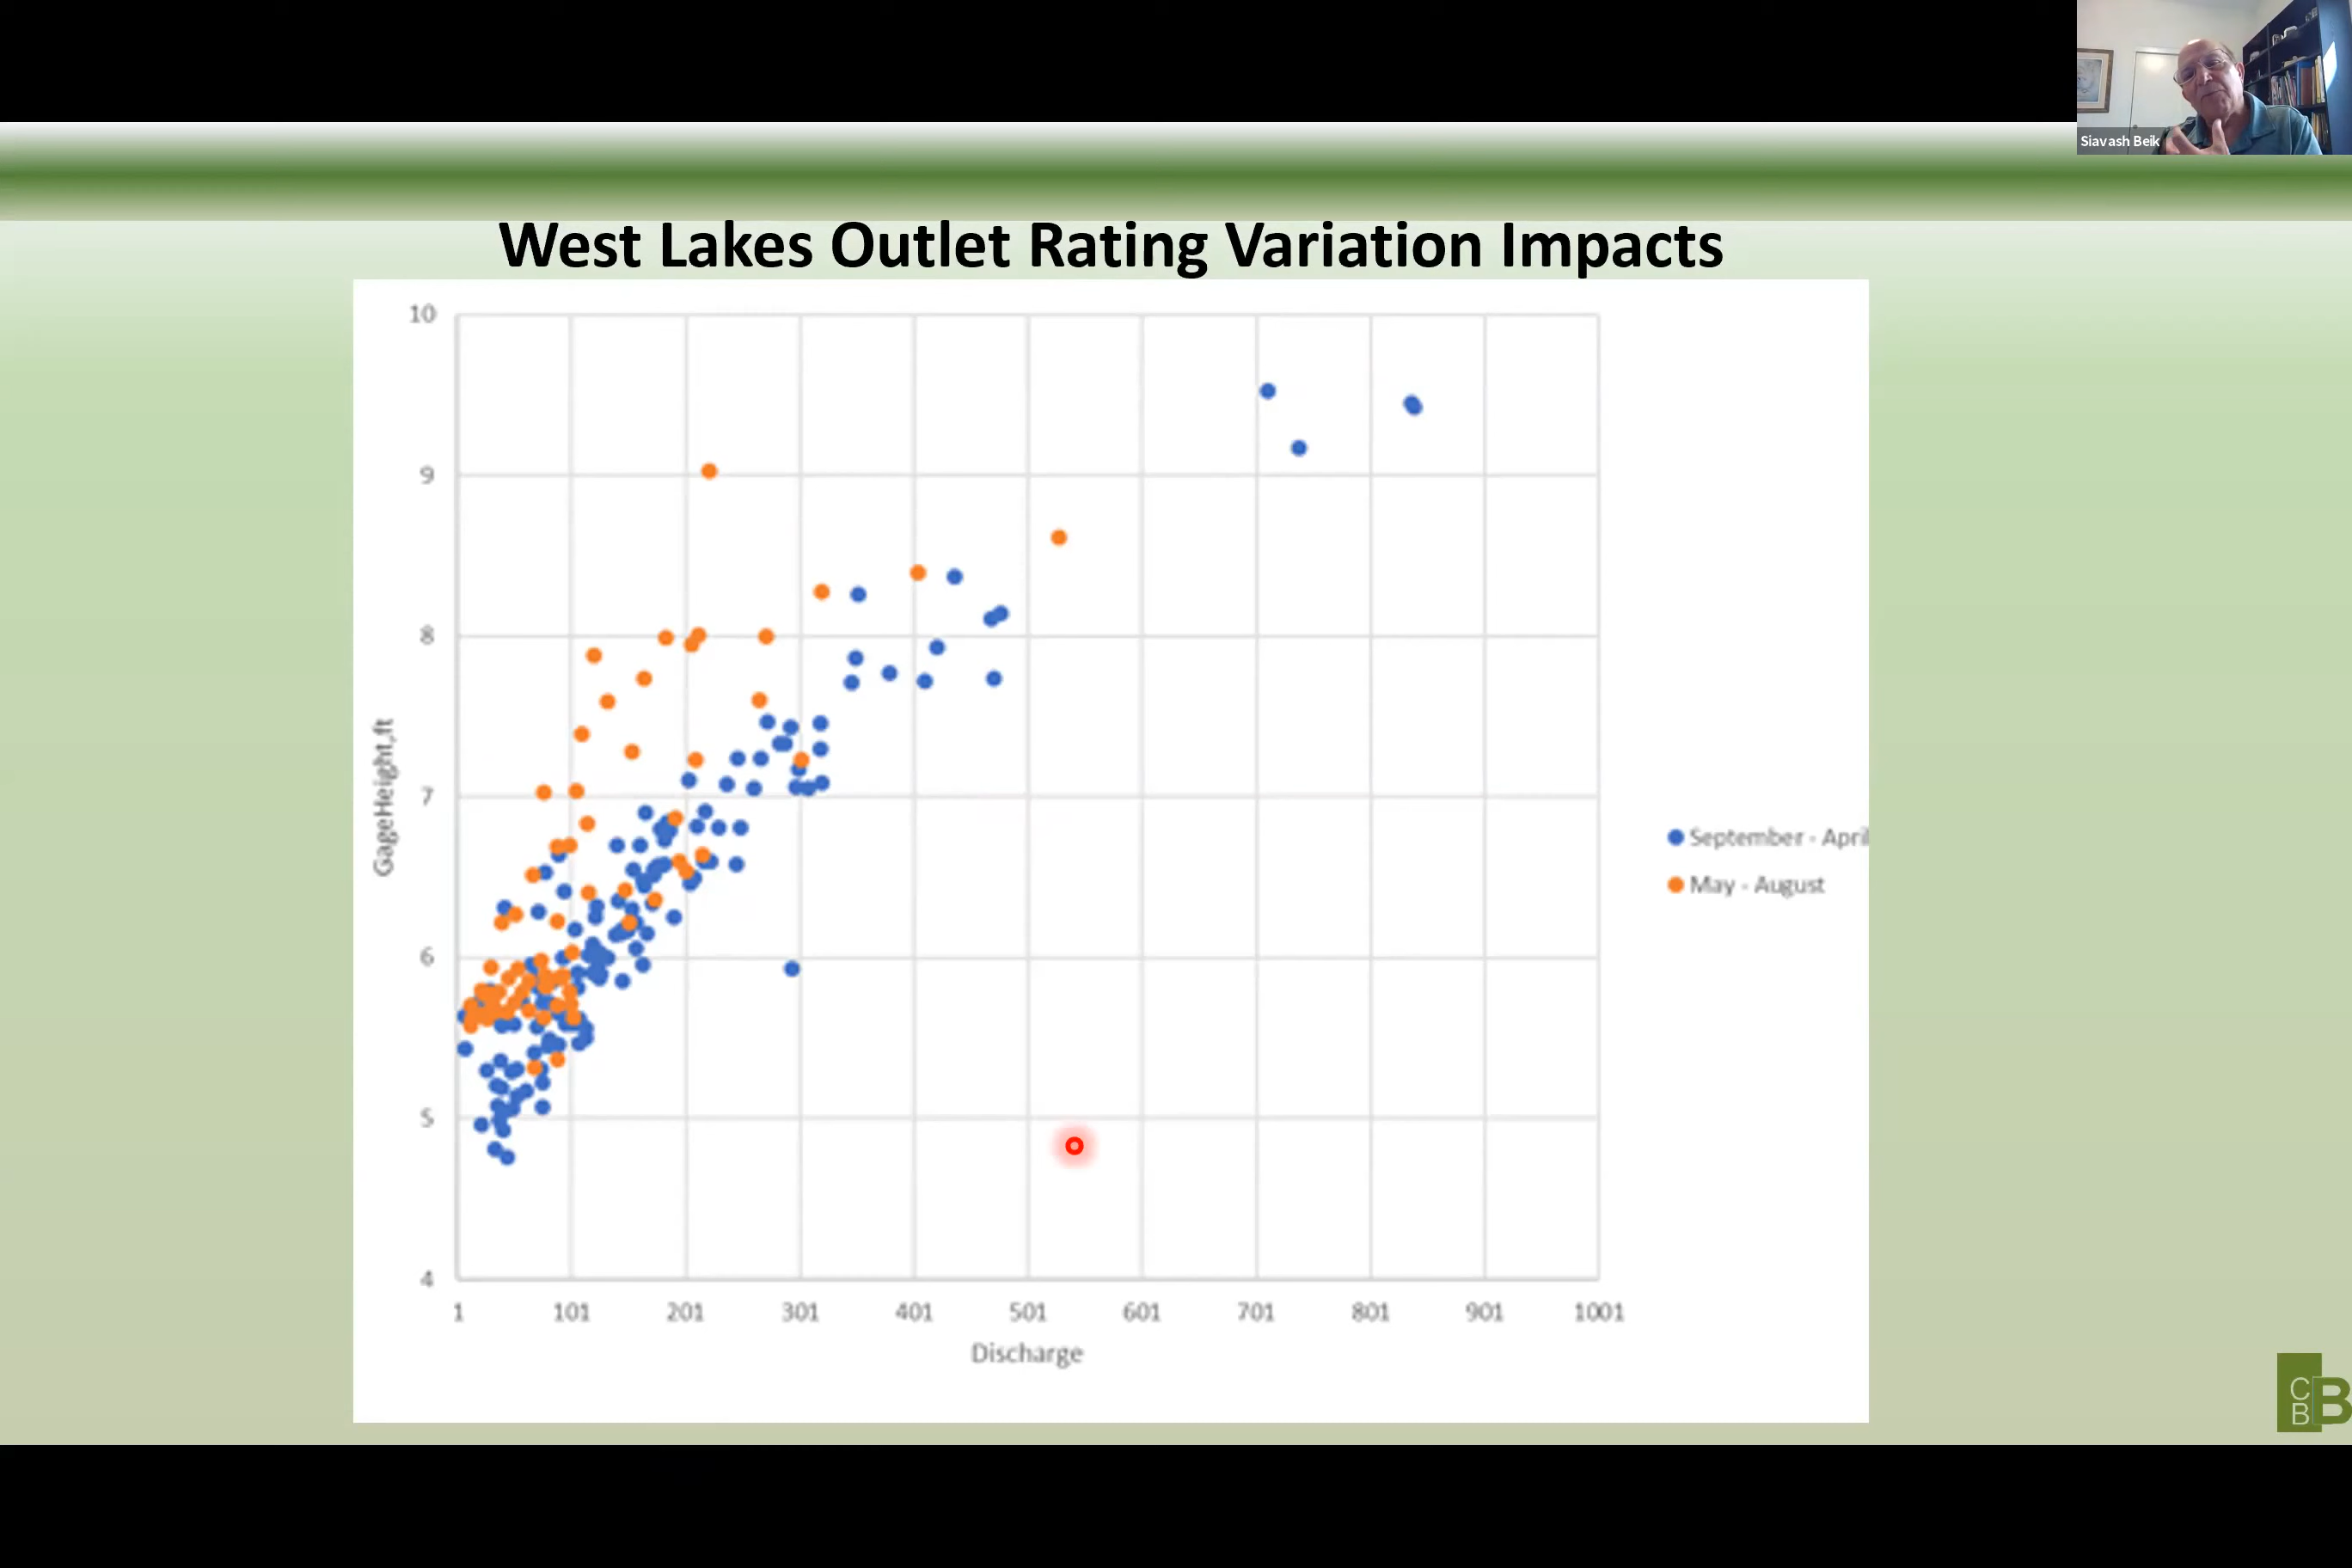 Siavash Beik
West Lakes Outlet Rating Variation Impacts
10
9
8
7
6
5
4
GageHeight,ft
1 101 201 301 401 501 601 701 801 901 1001
Discharge
September - April
May - August
C
B B